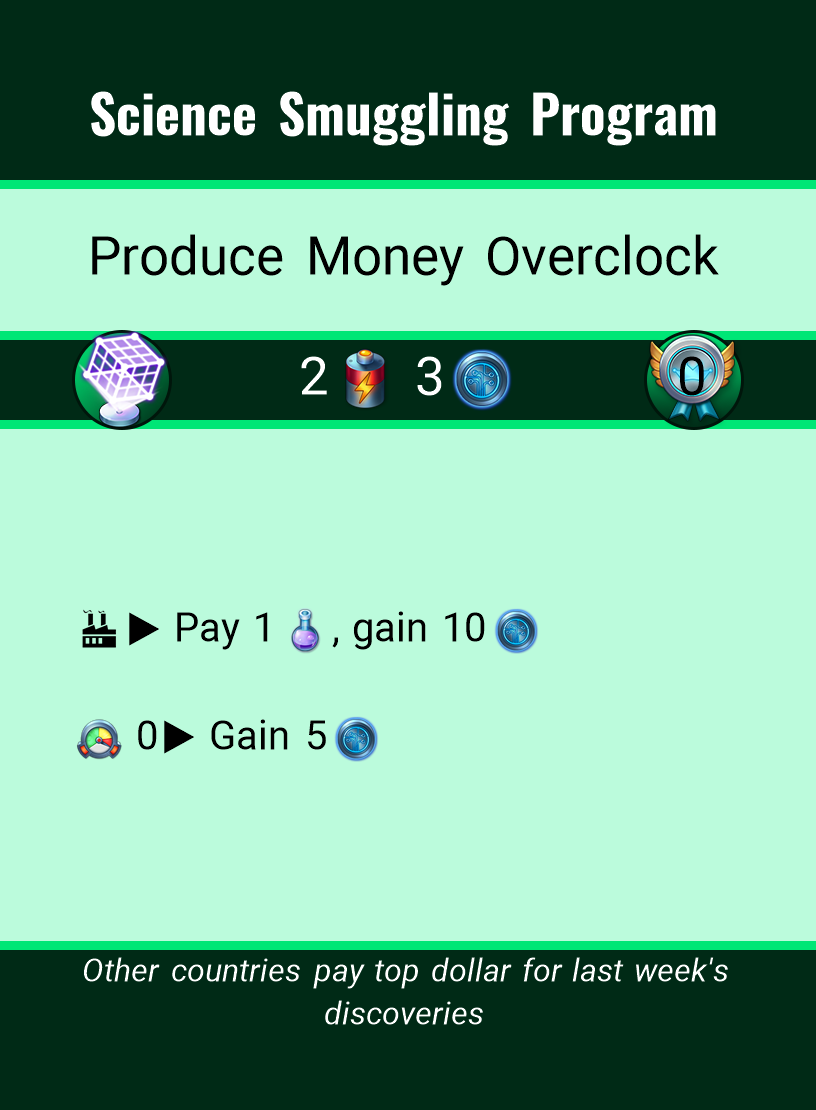 Science Smuggling Program
Produce Money Overclock
2 3 0
Pay 1 , gain 10
0 Gain 5
Other countries pay top dollar for last week's
discoveries